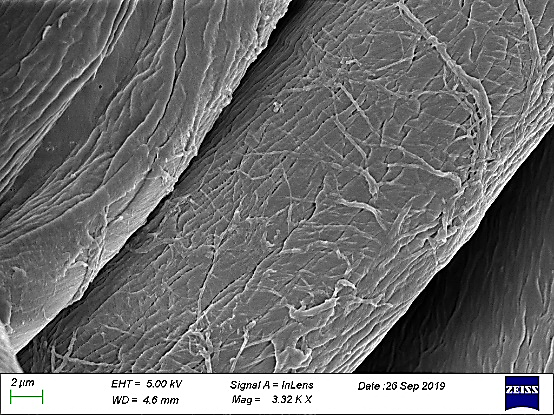 2 µm
EHT = 5.00 kV
Signal A = InLens
Date :26 Sep 2019
WD = 4.6 mm
Mag = 3.32 K X
ZEISS